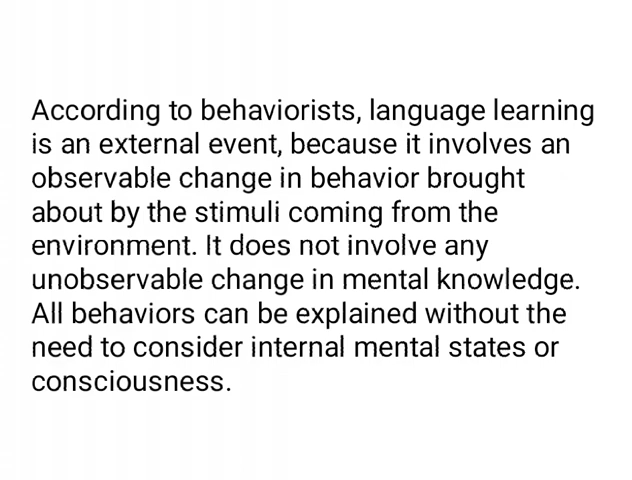 According to behaviorists, language learning
is an external event, because it involves an
observable change in behavior brought
about by the stimuli coming from the
environment. It does not involve any
unobservable change in mental knowledge.
All behaviors can be explained without the
need to consider internal mental states or
consciousness.